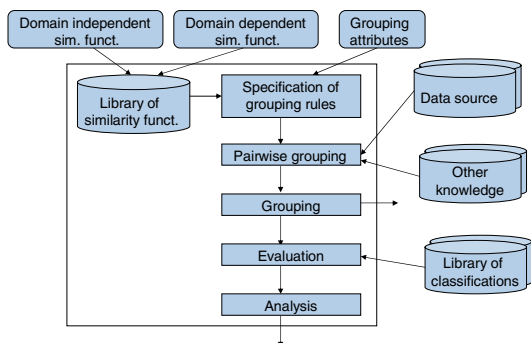 Domain independent
sim. funct.
Domain dependent
sim. funct.
Grouping
attributes
Library of
similarity funct.
Specification of
grouping rules
Data source
Pairwise grouping
Other
knowledge
Grouping
Evaluation
Library of
classifications
Analysis